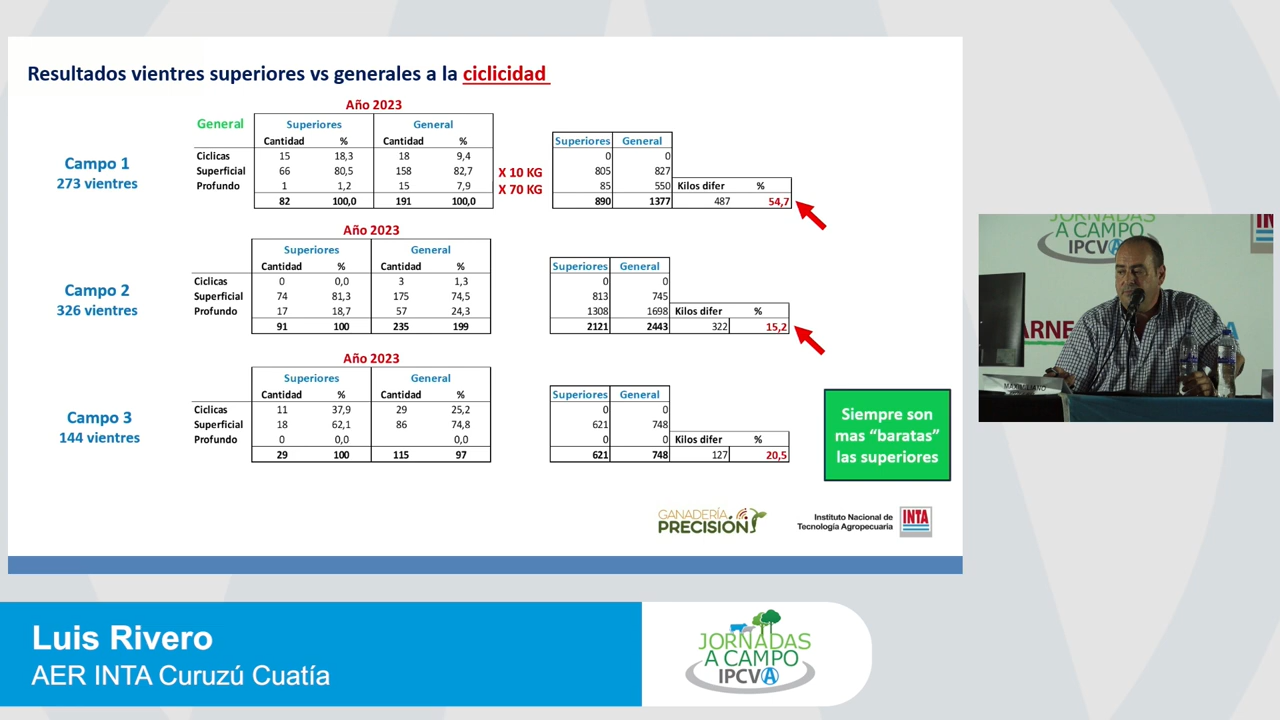 Resultados vientres superiores vs generales a la ciclicidad
Año 2023
General Superiores General
Cantidad % Cantidad %
Campo 1
273 vientres
Ciclicas 15 18,3 18 9,4
Superficial 66 80,5 158 82,7
Profundo 1 1,2 15 7,9
82 100,0 191 100,0
X 10 KG
X 70 KG
Superiores General
0 0
805 827
85 550 Kilos difer %
890 1377 487 54,7
Año 2023
Superiores General
Cantidad % Cantidad %
Campo 2
326 vientres
Ciclicas 0 0,0 3 1,3
Superficial 74 81,3 175 74,5
Profundo 17 18,7 57 24,3
91 100 235 199
Superiores General
0 0
813 745
1308 1698 Kilos difer %
2121 2443 322 15,2
Año 2023
Superiores General
Cantidad % Cantidad %
Campo 3
144 vientres
Ciclicas 11 37,9 29 25,2
Superficial 18 62,1 86 74,8
Profundo 0 0,0 0,0
29 100 115 97
Superiores General
0 0
621 748
0 0 Kilos difer %
621 748 127 20,5
Siempre son
mas “baratas”
las superiores
GANADERÍA
PRECISIÓN
Instituto Nacional de
Tecnología Agropecuaria
INTA
JORNADAS
A CAMPO
IPCVA
IN
ARNE
A
MAXIMILIANO
Luis Rivero
AER INTA Curuzú Cuatía
JORNADAS
A CAMPO
IPCVA